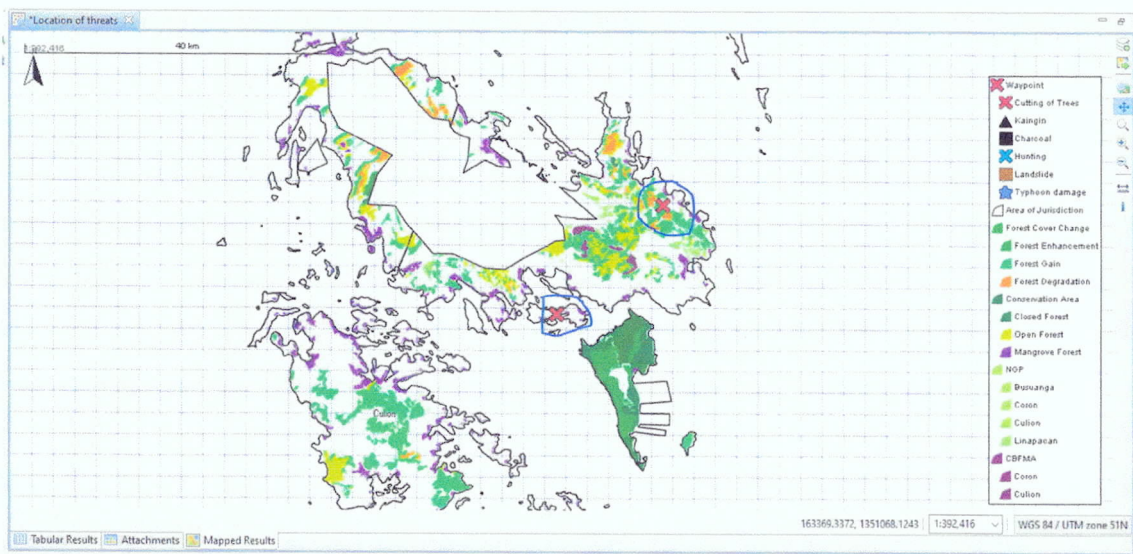 *Location of threats
1:392,416
40 km
Waypoint
Cutting of Trees
Kaingin
Charcoal
Hunting
Landslide
Typhoon damage
Area of Jurisdiction
Forest Cover Change
Forest Enhancement
Forest Gain
Forest Degradation
Conservation Area
Closed Forest
Open Forest
Mangrove Forest
NGP
Busuanga
Coron
Culion
Linapacan
CBFMA
Coron
Culion
Culion
163369.3372, 1351068.1243
1:392,416
WGS 84 / UTM zone 51N
Tabular Results
Attachments
Mapped Results